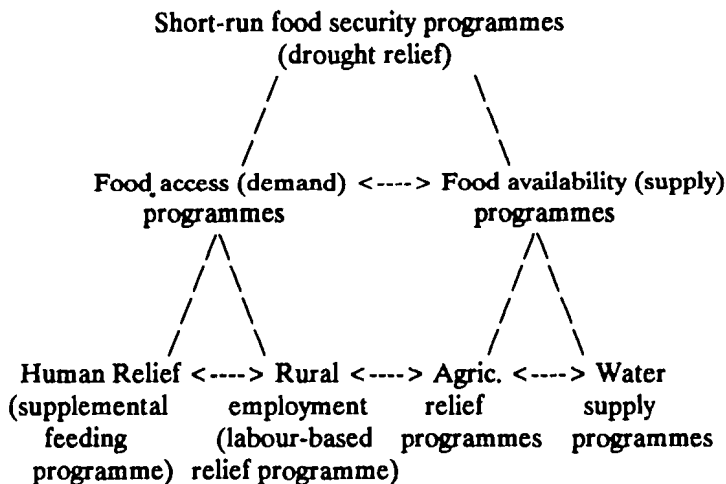 Short-run food security programmes
(drought relief)
Food access (demand) <----> Food availability (supply)
programmes programmes
Human Relief <----> Rural <----> Agric. <----> Water
(supplemental employment relief supply
feeding (labour-based programmes programmes
programme) relief programme)